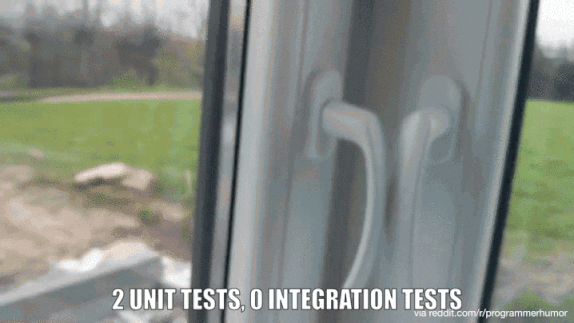 2 UNIT TESTS, 0 INTEGRATION TESTS
via reddit.com/r/programmerhumor